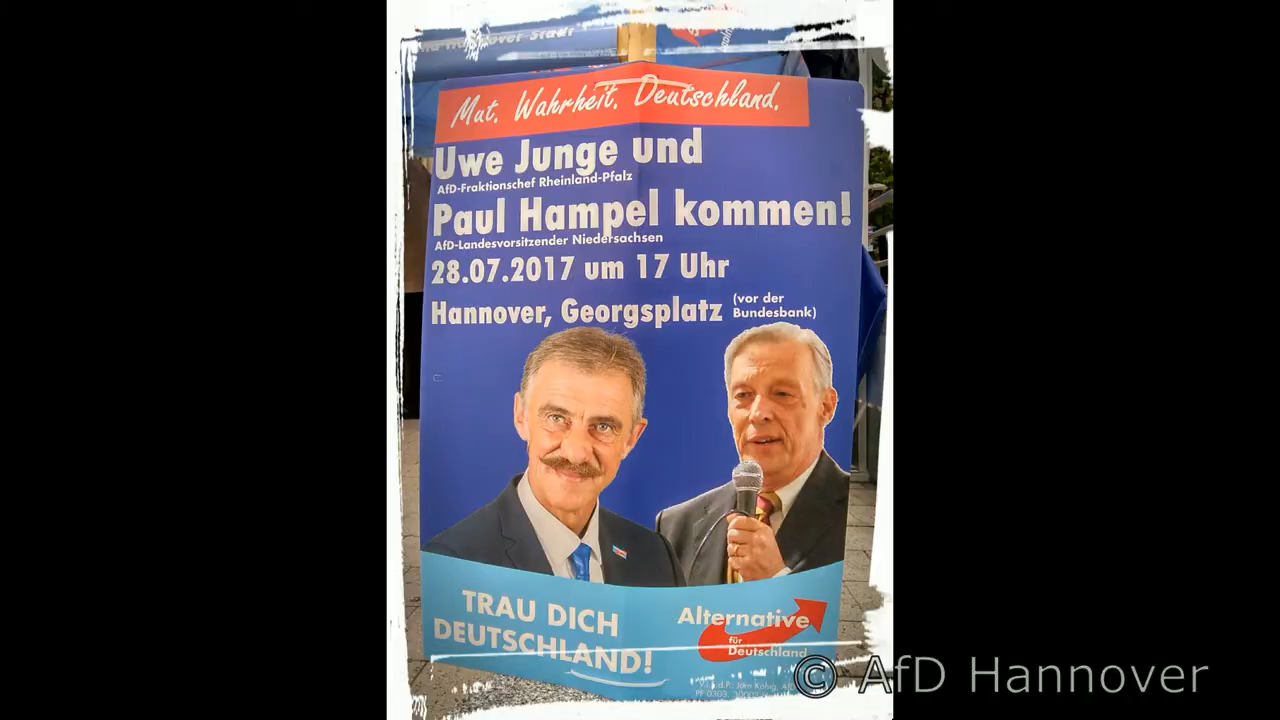 Mut. Wahrheit. Deutschland.
Uwe Junge und
AfD-Fraktionschef Rheinland-Pfalz
Paul Hampel kommen!
AfD-Landesvorsitzender Niedersachsen
28.07.2017 um 17 Uhr
Hannover, Georgsplatz (vor der
Bundesbank)
TRAU DICH
DEUTSCHLAND!
Alternative
für
Deutschland
© AfD Hannover